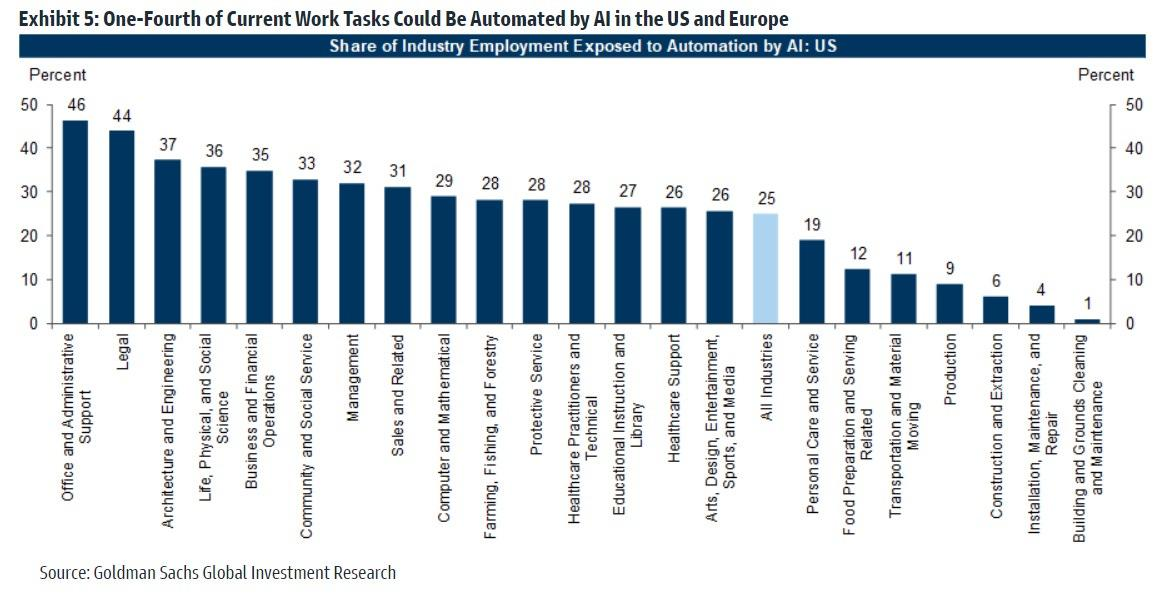 Exhibit 5: One-Fourth of Current Work Tasks Could Be Automated by AI in the US and Europe
Share of Industry Employment Exposed to Automation by AI: US
Percent
Percent
50
40
30
20
10
0
46
44
37
36
35
33
32
31
29
28
28
28
27
26
26
25
19
12
11
9
6
4
1
50
40
30
20
10
0
Office and Administrative
Support
Legal
Architecture and Engineering
Life, Physical, and Social
Science
Business and Financial
Operations
Community and Social Service
Management
Sales and Related
Computer and Mathematical
Farming, Fishing, and Forestry
Protective Service
Healthcare Practitioners and
Technical
Educational Instruction and
Library
Healthcare Support
Arts, Design, Entertainment,
Sports, and Media
All Industries
Personal Care and Service
Food Preparation and Serving
Related
Transportation and Material
Moving
Production
Construction and Extraction
Installation, Maintenance, and
Repair
Building and Grounds Cleaning
and Maintenance
Source: Goldman Sachs Global Investment Research